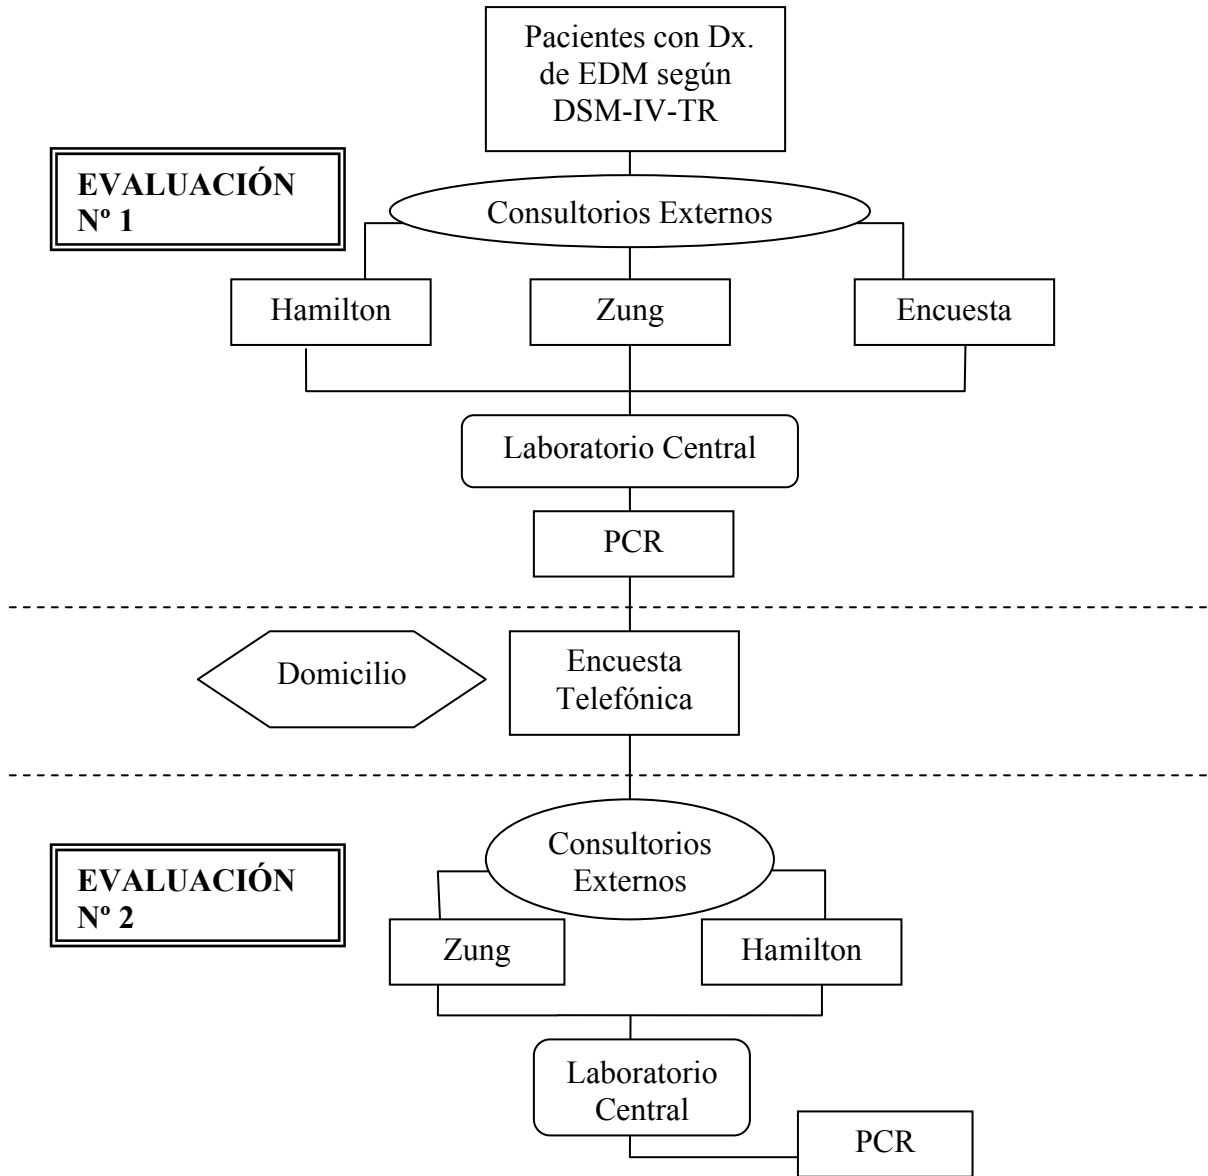 Pacientes con Dx.
de EDM según
DSM-IV-TR
EVALUACIÓN
Nº 1
Consultorios Externos
Hamilton
Zung
Encuesta
Laboratorio Central
PCR
Domicilio
Encuesta
Telefónica
Consultorios
Externos
EVALUACIÓN
Nº 2
Zung
Hamilton
Laboratorio
Central
PCR